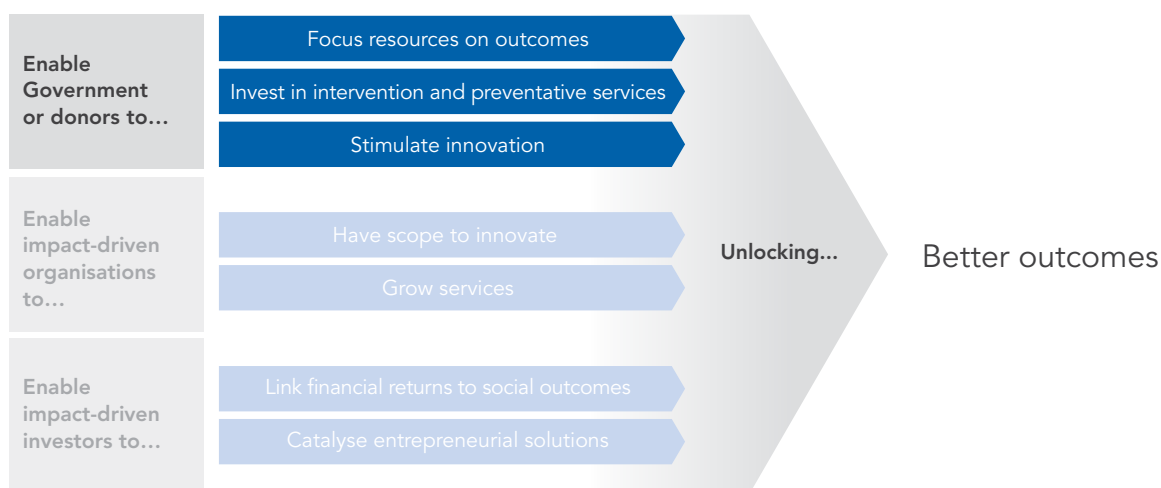 Enable
Government
or donors to…
Focus resources on outcomes
Invest in intervention and preventative services
Stimulate innovation
Enable
impact-driven
organisations
to…
Have scope to innovate
Grow services
Enable
impact-driven
investors to…
Link financial returns to social outcomes
Catalyse entrepreneurial solutions
Unlocking...
Better outcomes